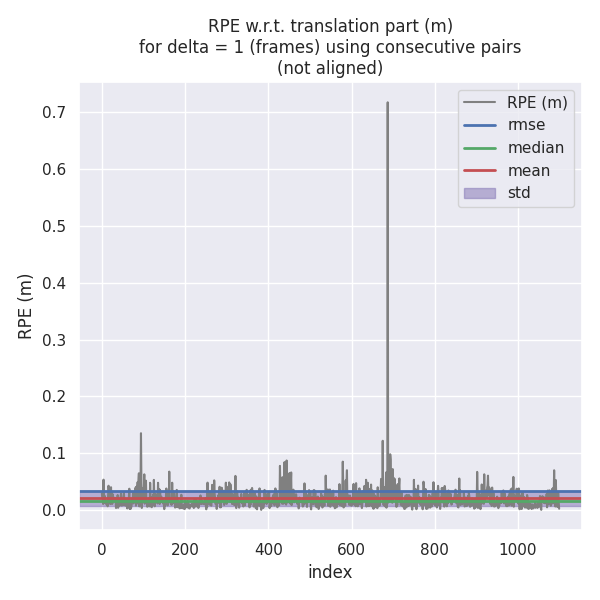 RPE w.r.t. translation part (m)
for delta = 1 (frames) using consecutive pairs
(not aligned)
RPE (m)
rmse
median
mean
std
0.7
0.6
0.5
0.4
0.3
0.2
0.1
0.0
RPE (m)
0
200
400
600
800
1000
index